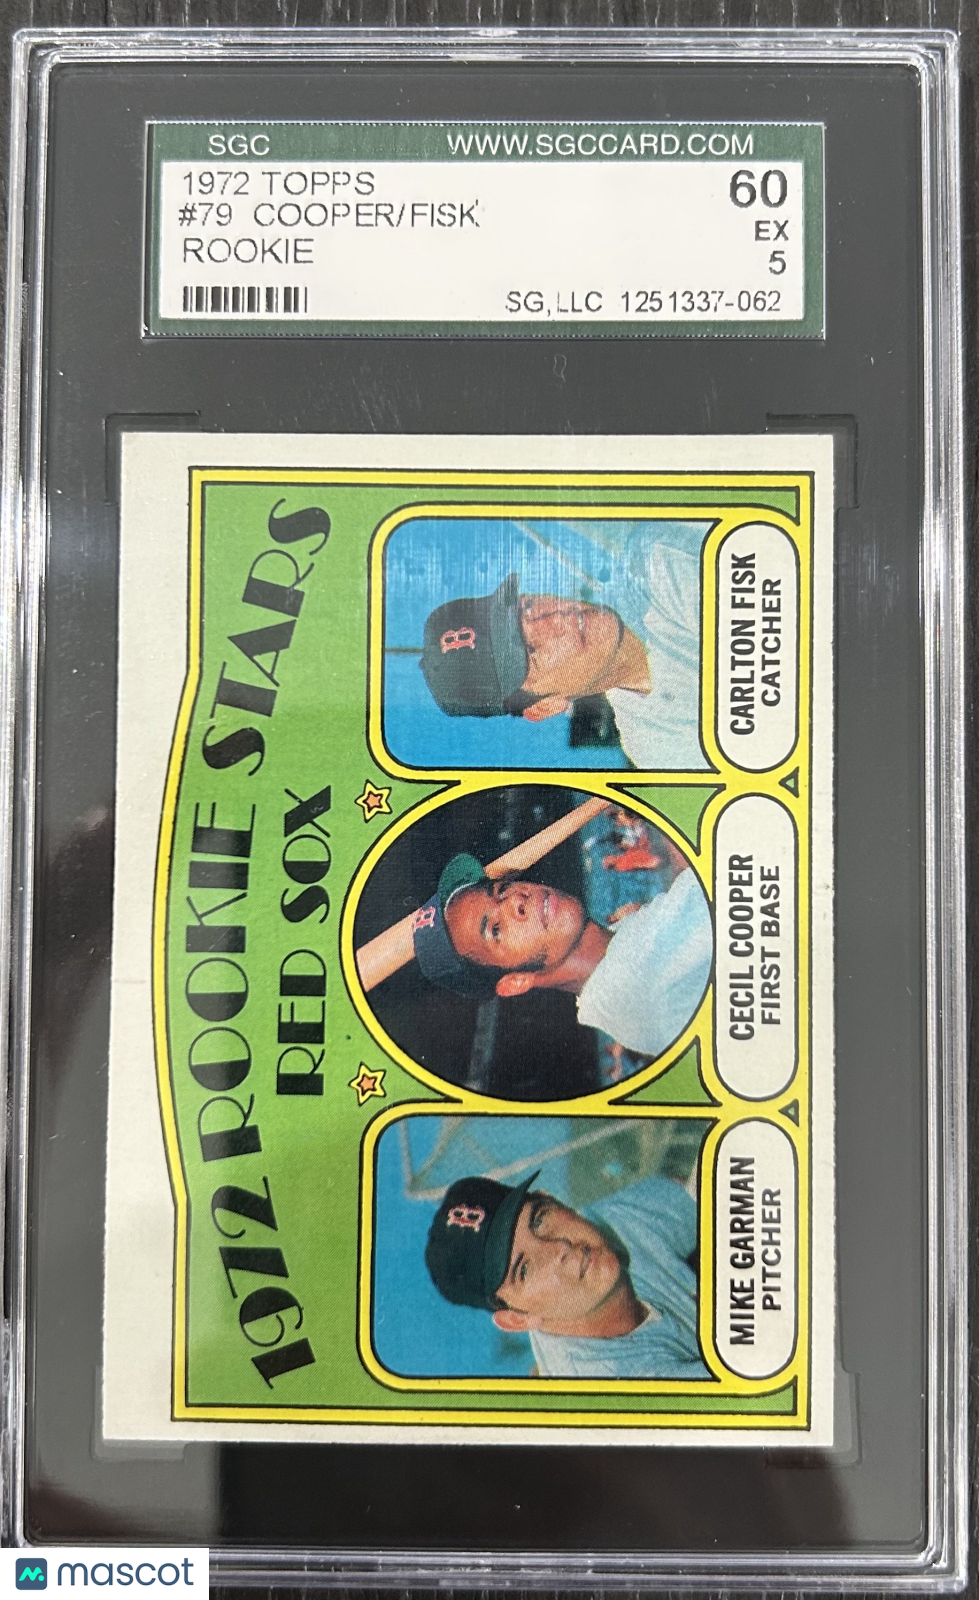 SGC WWW.SGCCARD.COM
1972 TOPPS
#79 COOPER/FISK
ROOKIE
60
EX
5
SG, LLC 1251337-062
1972 ROOKIE STARS
RED SOX
MIKE GARMAN
PITCHER
CECIL COOPER
FIRST BASE
CARLTON FISK
CATCHER
B
B
B
mascot